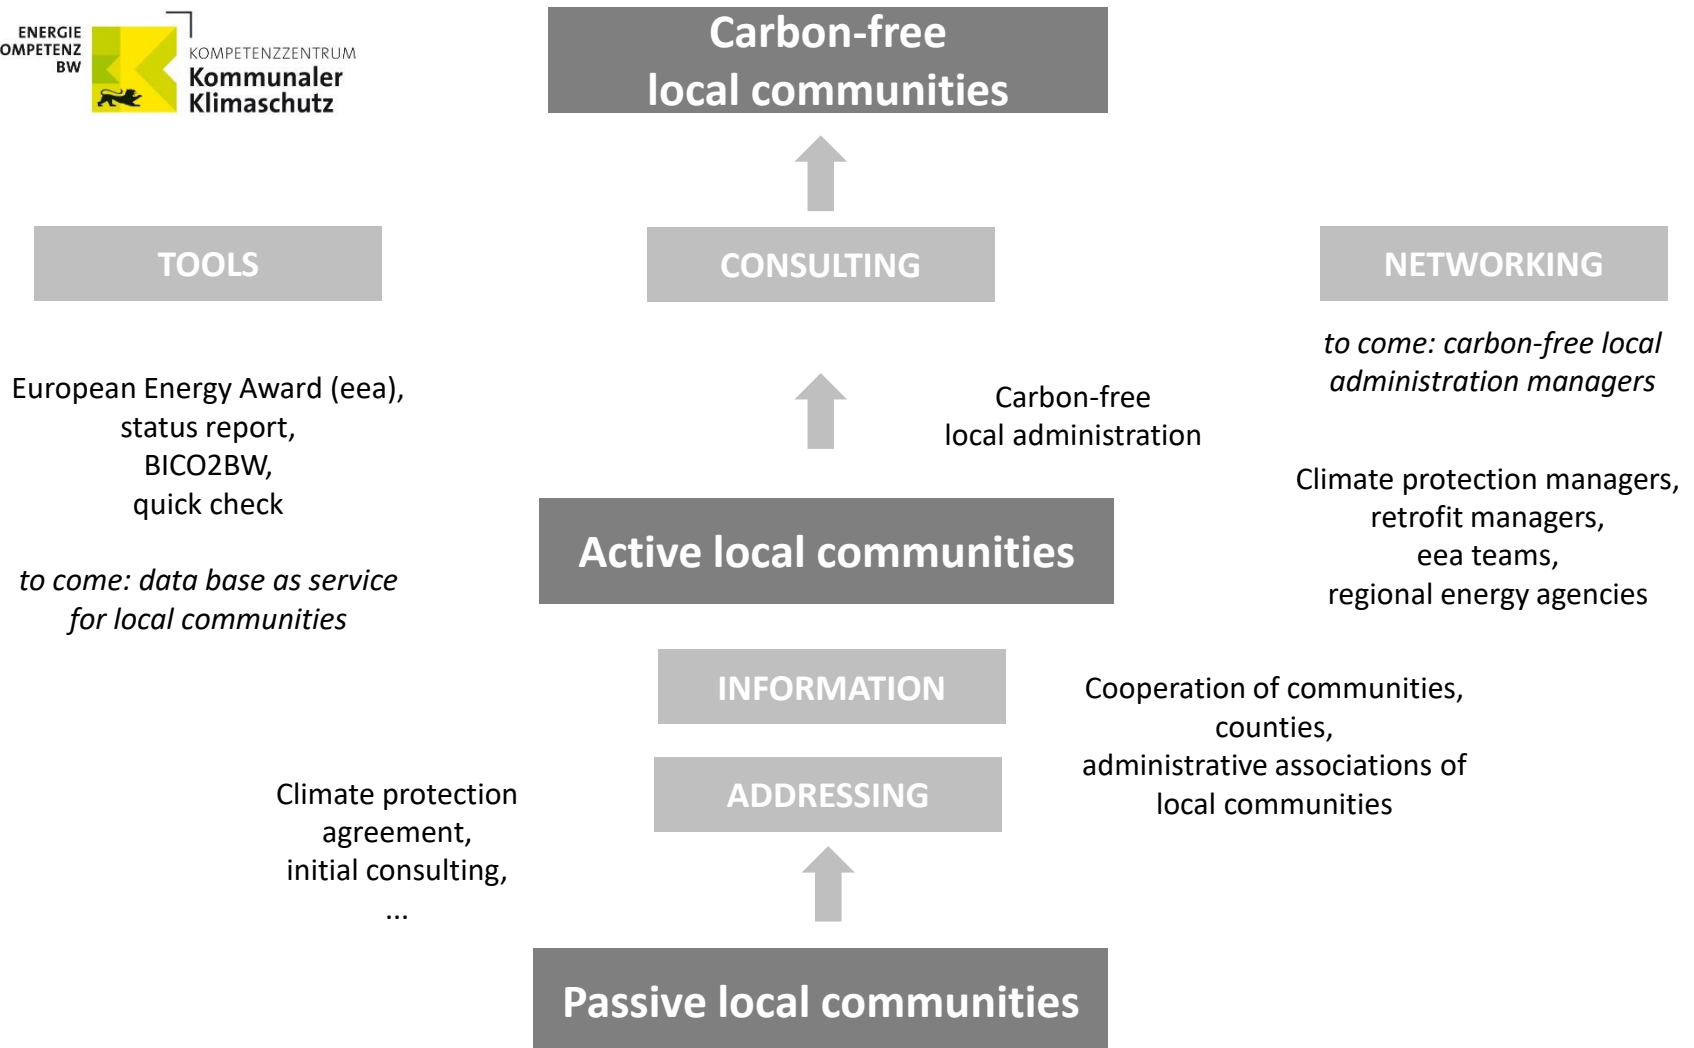 ENERGIE
OMPETENZ
BW
KOMPETENZZENTRUM
Kommunaler
Klimaschutz
Carbon-free
local communities
TOOLS
CONSULTING
NETWORKING
European Energy Award (eea),
status report,
BICO2BW,
quick check
to come: data base as service
for local communities
Carbon-free
local administration
to come: carbon-free local
administration managers
Climate protection managers,
retrofit managers,
eea teams,
regional energy agencies
Active local communities
INFORMATION
ADDRESSING
Cooperation of communities,
counties,
administrative associations of
local communities
Climate protection
agreement,
initial consulting,
...
Passive local communities